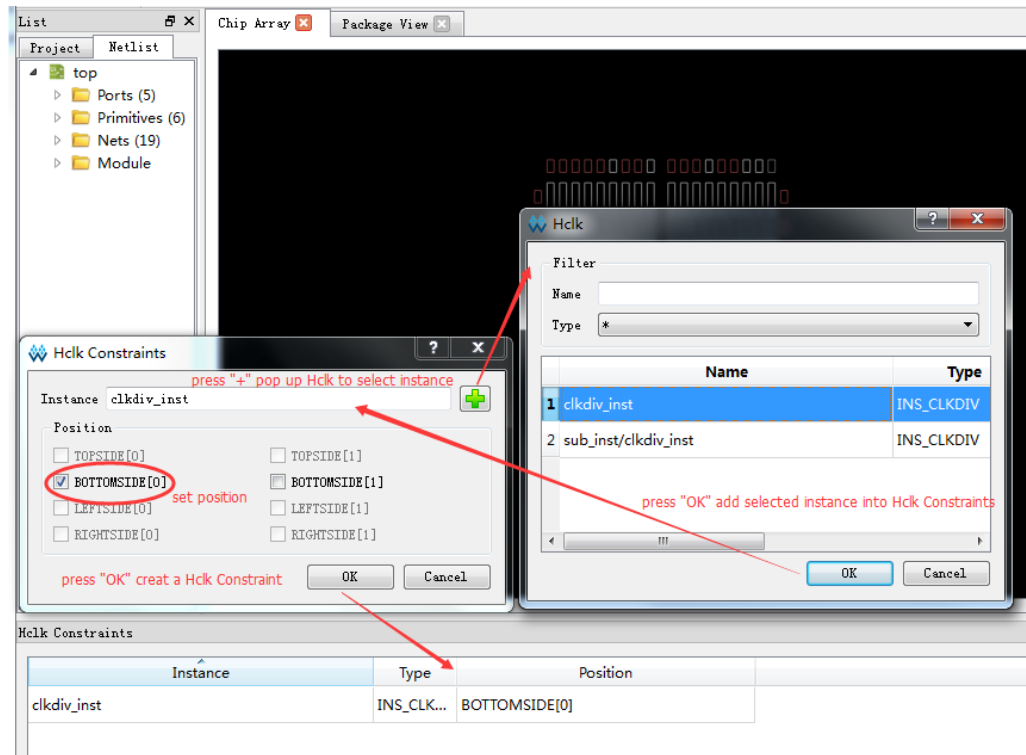 List
Chip Array
Package View
Project
Netlist
top
Ports (5)
Primitives (6)
Nets (19)
Module
Hclk
?
X
Filter
Name
Type
*
Name
Type
1 clkdiv_inst INS_CLKDIV
2 sub_inst/clkdiv_inst INS_CLKDIV
press "OK" add selected instance into Hclk Constraints
OK
Cancel
Hclk Constraints
?
X
press "+" pop up Hclk to select instance
Instance clkdiv_inst
Position
TOPSIDE[0]
TOPSIDE[1]
BOTTOMSIDE[0]
BOTTOMSIDE[1]
set position
LEFTSIDE[0]
LEFTSIDE[1]
RIGHTSIDE[0]
RIGHTSIDE[1]
press "OK" creat a Hclk Constraint
OK
Cancel
Hclk Constraints
Instance Type Position
clkdiv_inst INS_CLK... BOTTOMSIDE[0]